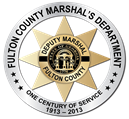 FULTON COUNTY MARSHAL'S DEPARTMENT
DEPUTY MARSHAL
FULTON COUNTY
ONE CENTURY OF SERVICE
1913 – 2013